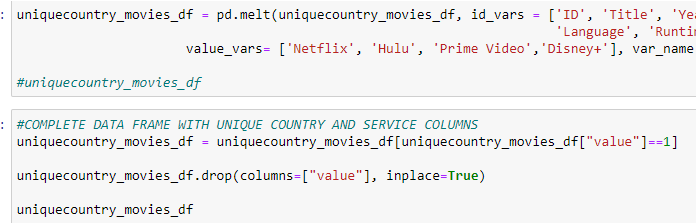 : uniquecountry_movies_df = pd.melt(uniquecountry_movies_df, id_vars = ['ID', 'Title', 'Yea
'Language', 'Runtin
value_vars= ['Netflix', 'Hulu', 'Prime Video','Disney+'], var_name
#uniquecountry_movies_df
: #COMPLETE DATA FRAME WITH UNIQUE COUNTRY AND SERVICE COLUMNS
uniquecountry_movies_df = uniquecountry_movies_df[uniquecountry_movies_df["value"]==1]
uniquecountry_movies_df.drop(columns=["value"], inplace=True)
uniquecountry_movies_df